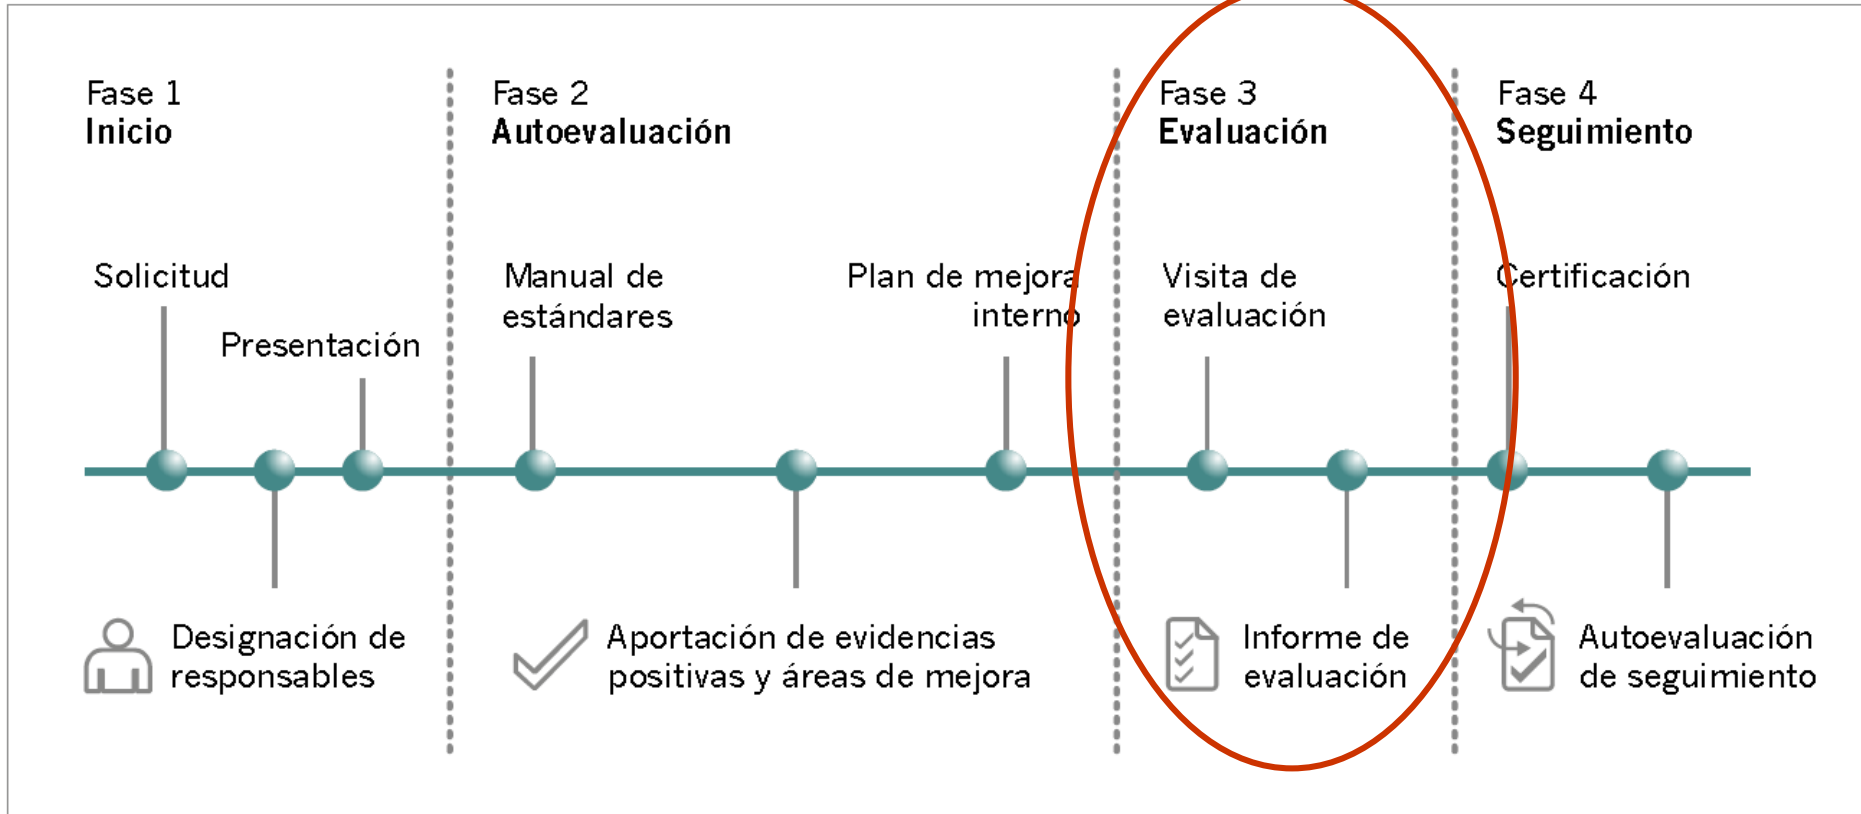 Fase 1
Inicio
Solicitud
Presentación
Designación de
responsables
Fase 2
Autoevaluación
Manual de
estándares
Plan de mejora
interno
Aportación de evidencias
positivas y áreas de mejora
Fase 3
Evaluación
Visita de
evaluación
Informe de
evaluación
Fase 4
Seguimiento
Certificación
Autoevaluación
de seguimiento